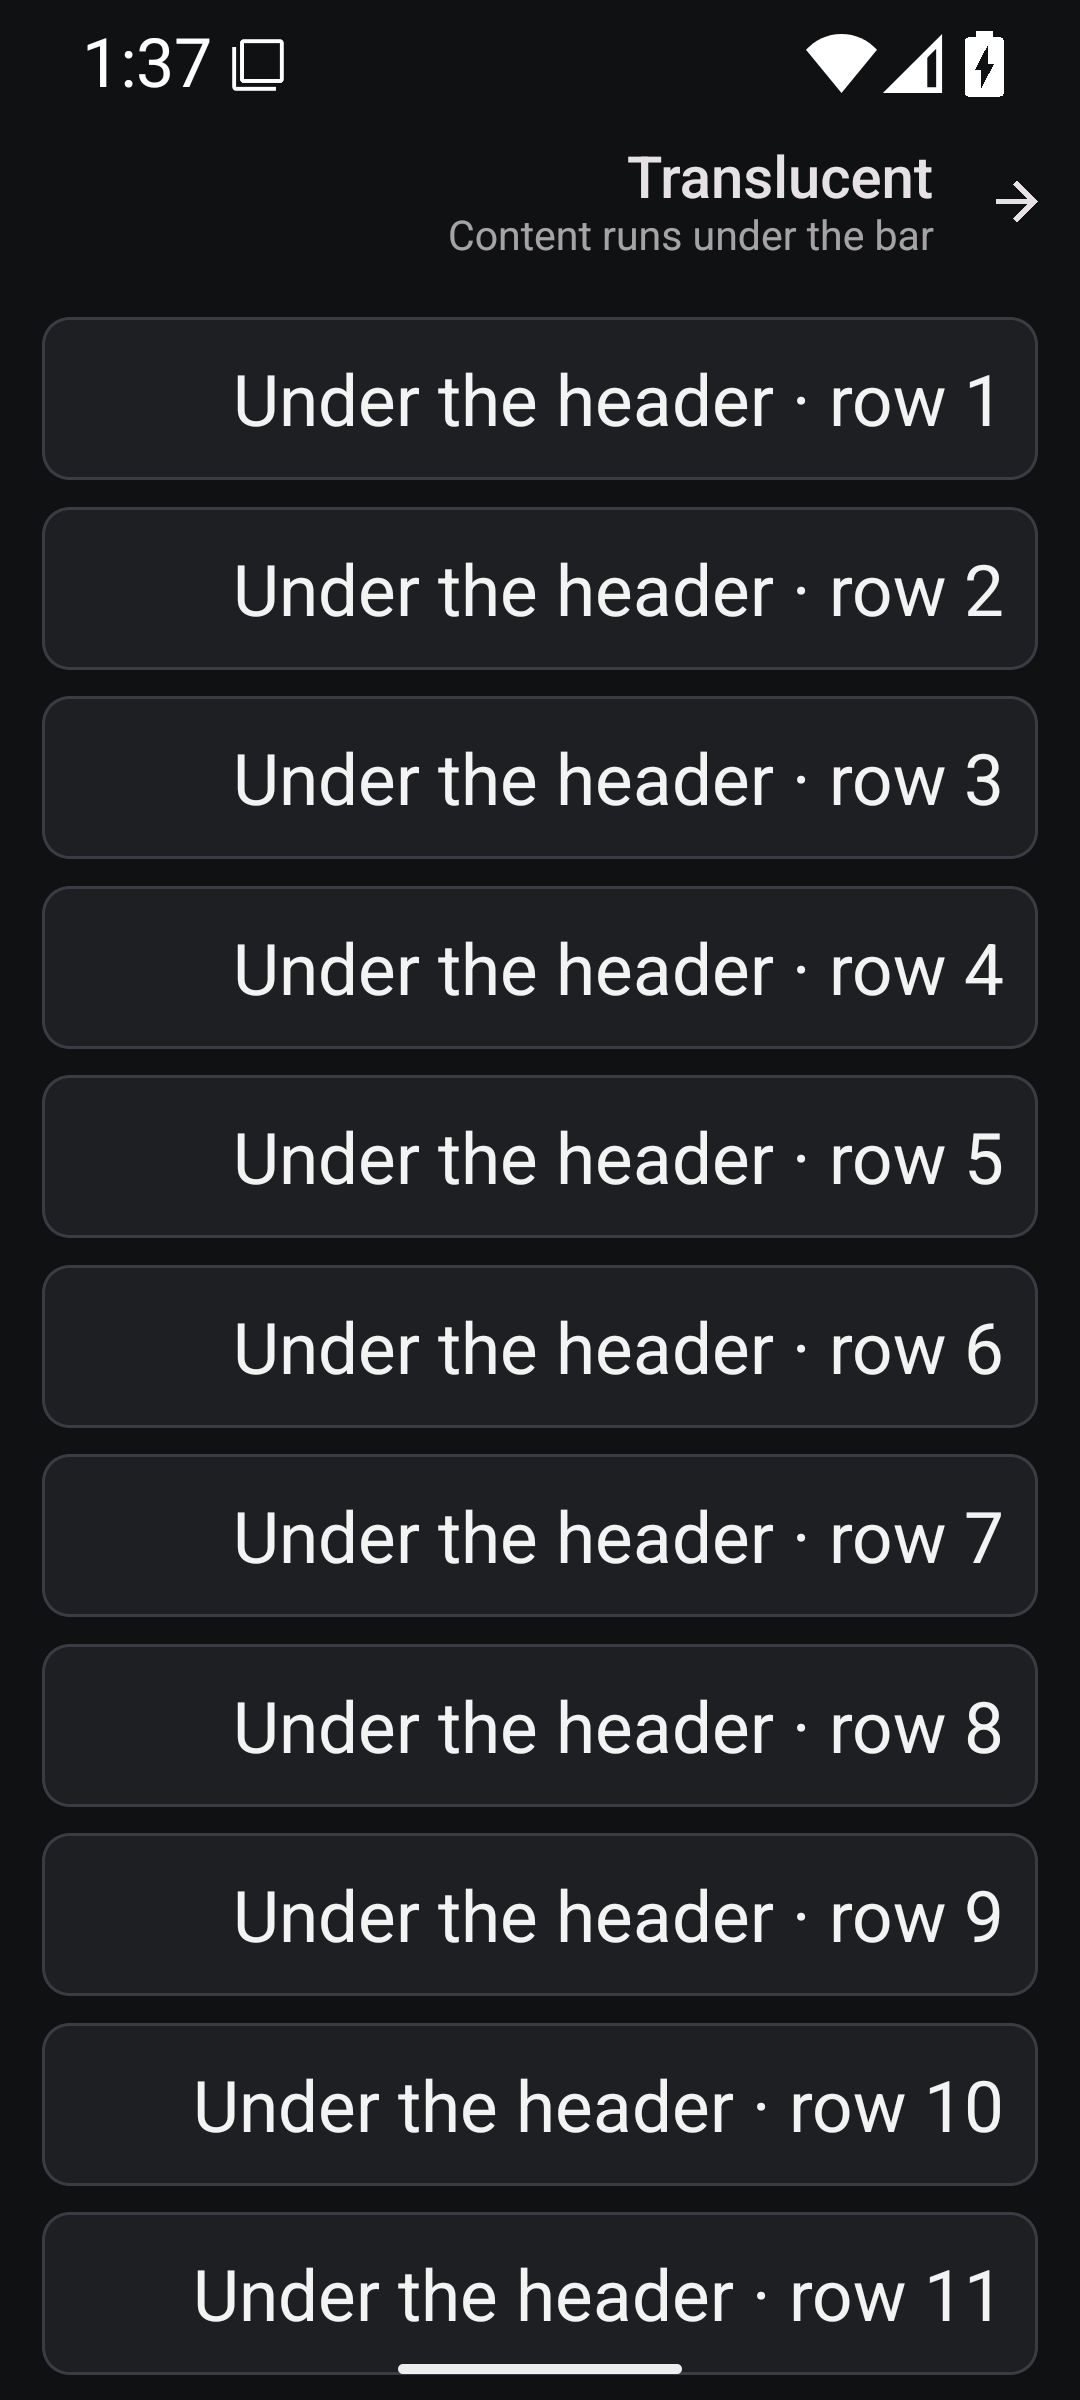 1:37
Translucent
Content runs under the bar
Under the header · row 1
Under the header · row 2
Under the header · row 3
Under the header · row 4
Under the header · row 5
Under the header · row 6
Under the header · row 7
Under the header · row 8
Under the header · row 9
Under the header · row 10
Under the header · row 11